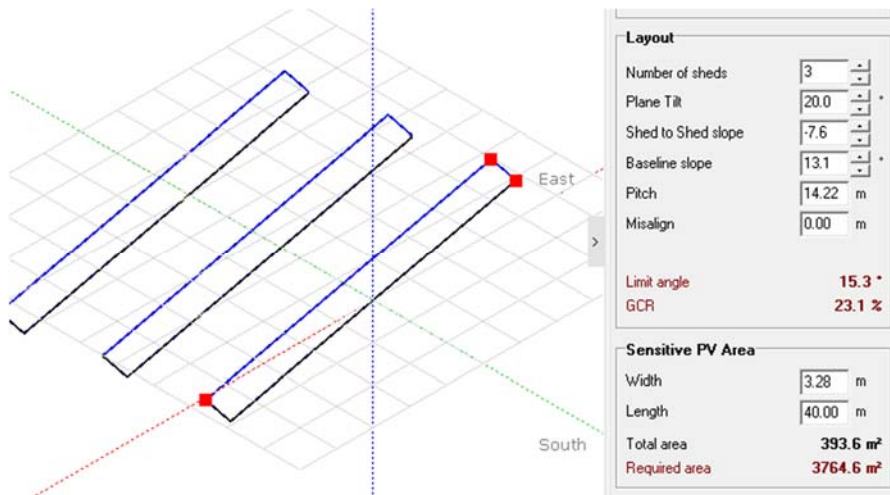 East
South
>
Layout
Number of sheds 3
Plane Tilt 20.0 °
Shed to Shed slope -7.6
Baseline slope 13.1 °
Pitch 14.22 m
Misalign 0.00 m
Limit angle 15.3 °
GCR 23.1 %
Sensitive PV Area
Width 3.28 m
Length 40.00 m
Total area 393.6 m²
Required area 3764.6 m²